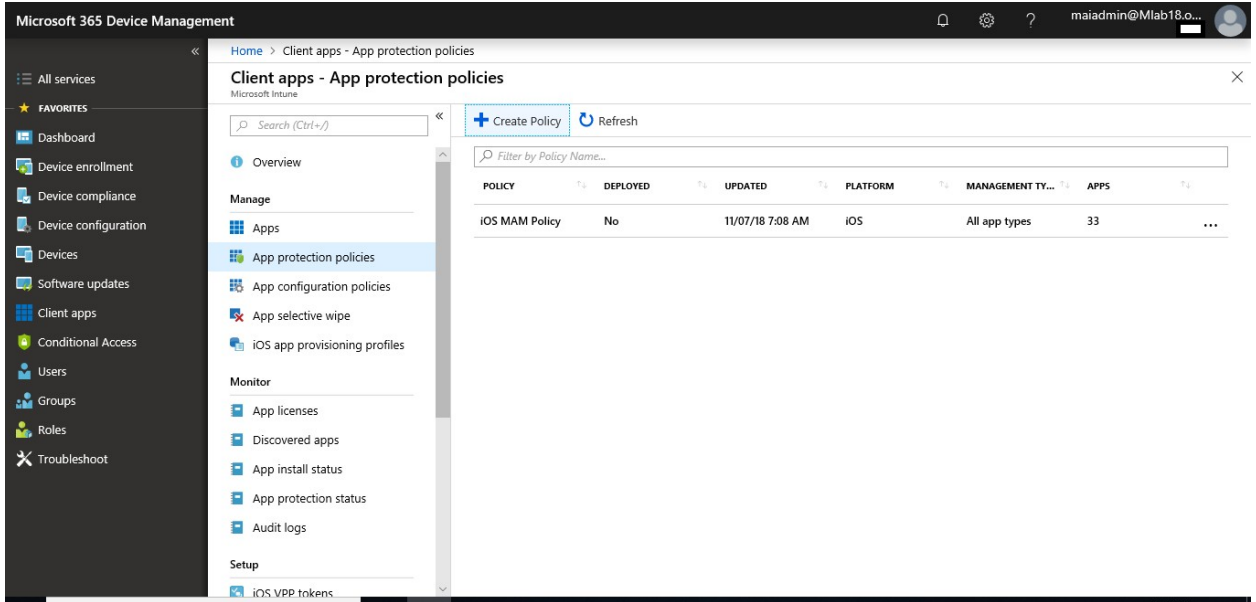 Microsoft 365 Device Management
?
maiadmin@Mlab18.o...
«
All services
FAVORITES
Dashboard
Device enrollment
Device compliance
Device configuration
Devices
Software updates
Client apps
Conditional Access
Users
Groups
Roles
Troubleshoot
Home > Client apps - App protection policies
Client apps - App protection policies
Microsoft Intune
Search (Ctrl+/)
«
Overview
Manage
Apps
App protection policies
App configuration policies
App selective wipe
iOS app provisioning profiles
Monitor
App licenses
Discovered apps
App install status
App protection status
Audit logs
Setup
iOS VPP tokens
Create Policy Refresh
Filter by Policy Name...
POLICY DEPLOYED UPDATED PLATFORM MANAGEMENT TY... APPS
iOS MAM Policy No 11/07/18 7:08 AM iOS All app types 33 ...